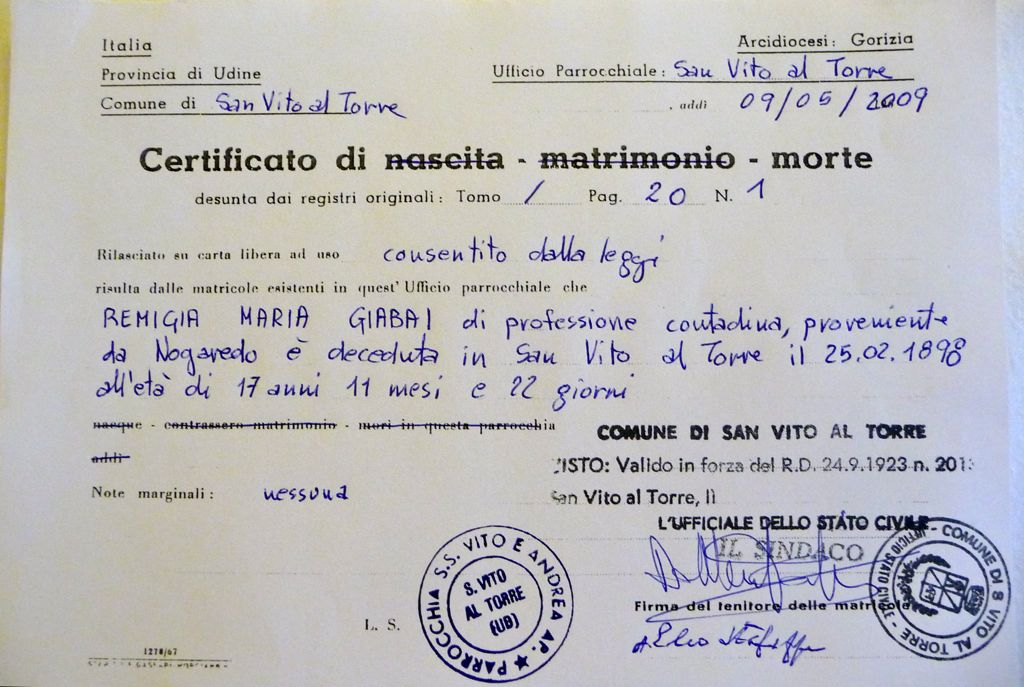 Italia
Arcidiocesi: Gorizia
Provincia di Udine
Ufficio Parrocchiale: San Vito al Torre
Comune di San Vito al Torre
, addì 09/05/2009
Certificato di nascita - matrimonio - morte
desunta dai registri originali: Tomo / Pag. 20 N. 1
Rilasciato su carta libera ad uso consentito dalla leggi
risulta dalle matricole esistenti in quest'Ufficio parrocchiale che
REMIGIA MARIA GIABAI di professione contadina, proveniente
da Nogaredo è deceduta in San Vito al Torre il 25.02.1898
all'età di 17 anni 11 mesi e 22 giorni
nacque - contrassero matrimonio - morì in questa parrocchia
addì
COMUNE DI SAN VITO AL TORRE
VISTO: Valido in forza del R.D. 24.9.1923 n. 201
Note marginali: nessuna
San Vito al Torre, lì
L'UFFICIALE DELLO STATO CIVILE
IL SINDACO
PARROCCHIA S.S. VITO E ANDREA AP.
S. VITO
AL TORRE
(UD)
COMUNE DI S VITO AL TORRE - UFFICIO STATO CIVILE
Firma del tenitore delle matricole
L. S.
1278/67